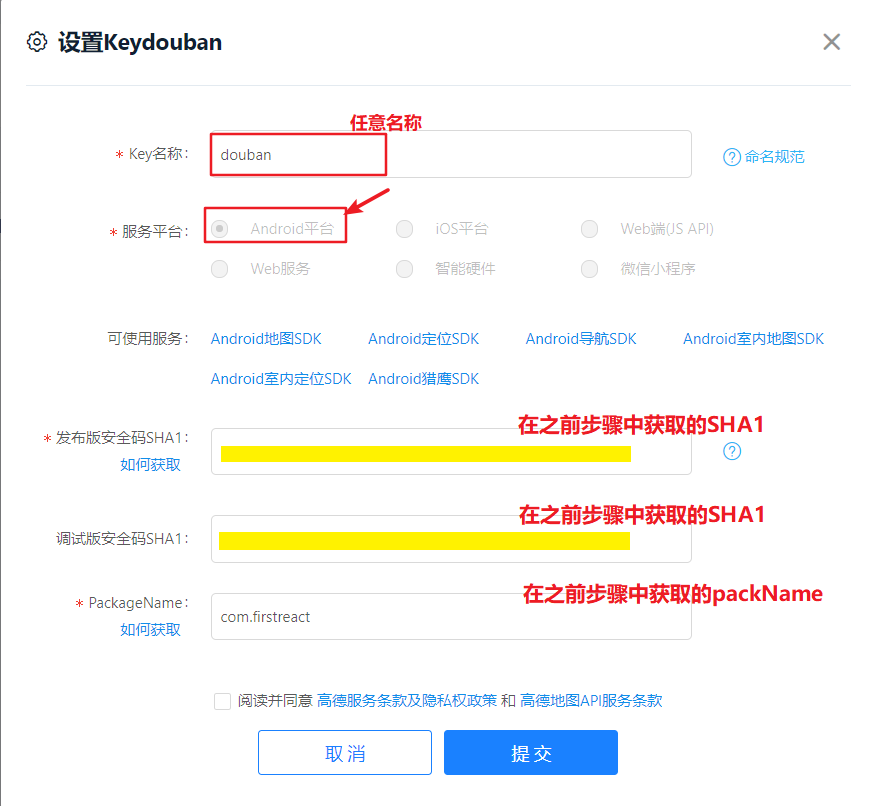 设置Keydouban
任意名称
* Key名称: douban ? 命名规范
* 服务平台: Android平台 iOS平台 Web端(JS API)
Web服务 智能硬件 微信小程序
可使用服务: Android地图SDK Android定位SDK Android导航SDK Android室内地图SDK
Android室内定位SDK Android猎鹰SDK
在之前步骤中获取的SHA1
* 发布版安全码SHA1: ?
如何获取
在之前步骤中获取的SHA1
调试版安全码SHA1:
在之前步骤中获取的packName
* PackageName: com.firstreact
如何获取
阅读并同意 高德服务条款及隐私权政策 和 高德地图API服务条款
取消 提交